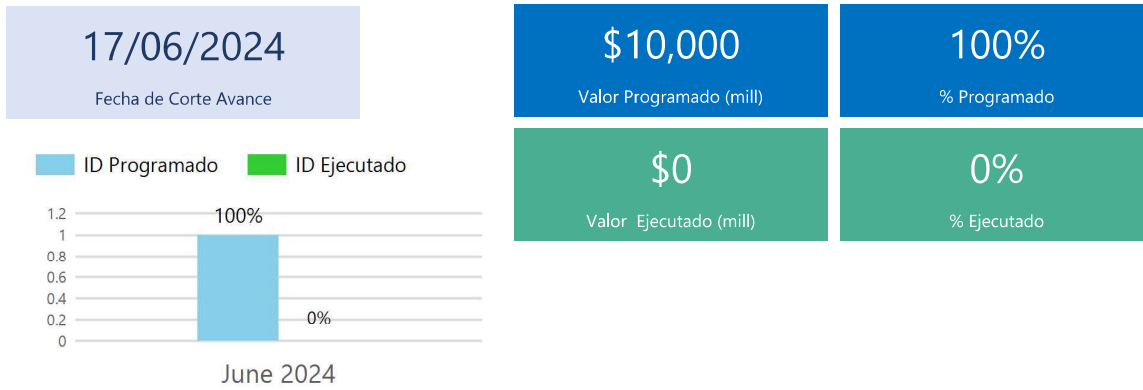 17/06/2024
Fecha de Corte Avance
$10,000
Valor Programado (mill)
100%
% Programado
$0
Valor Ejecutado (mill)
0%
% Ejecutado
ID Programado
ID Ejecutado
1.2
1
0.8
0.6
0.4
0.2
0
100%
0%
June 2024